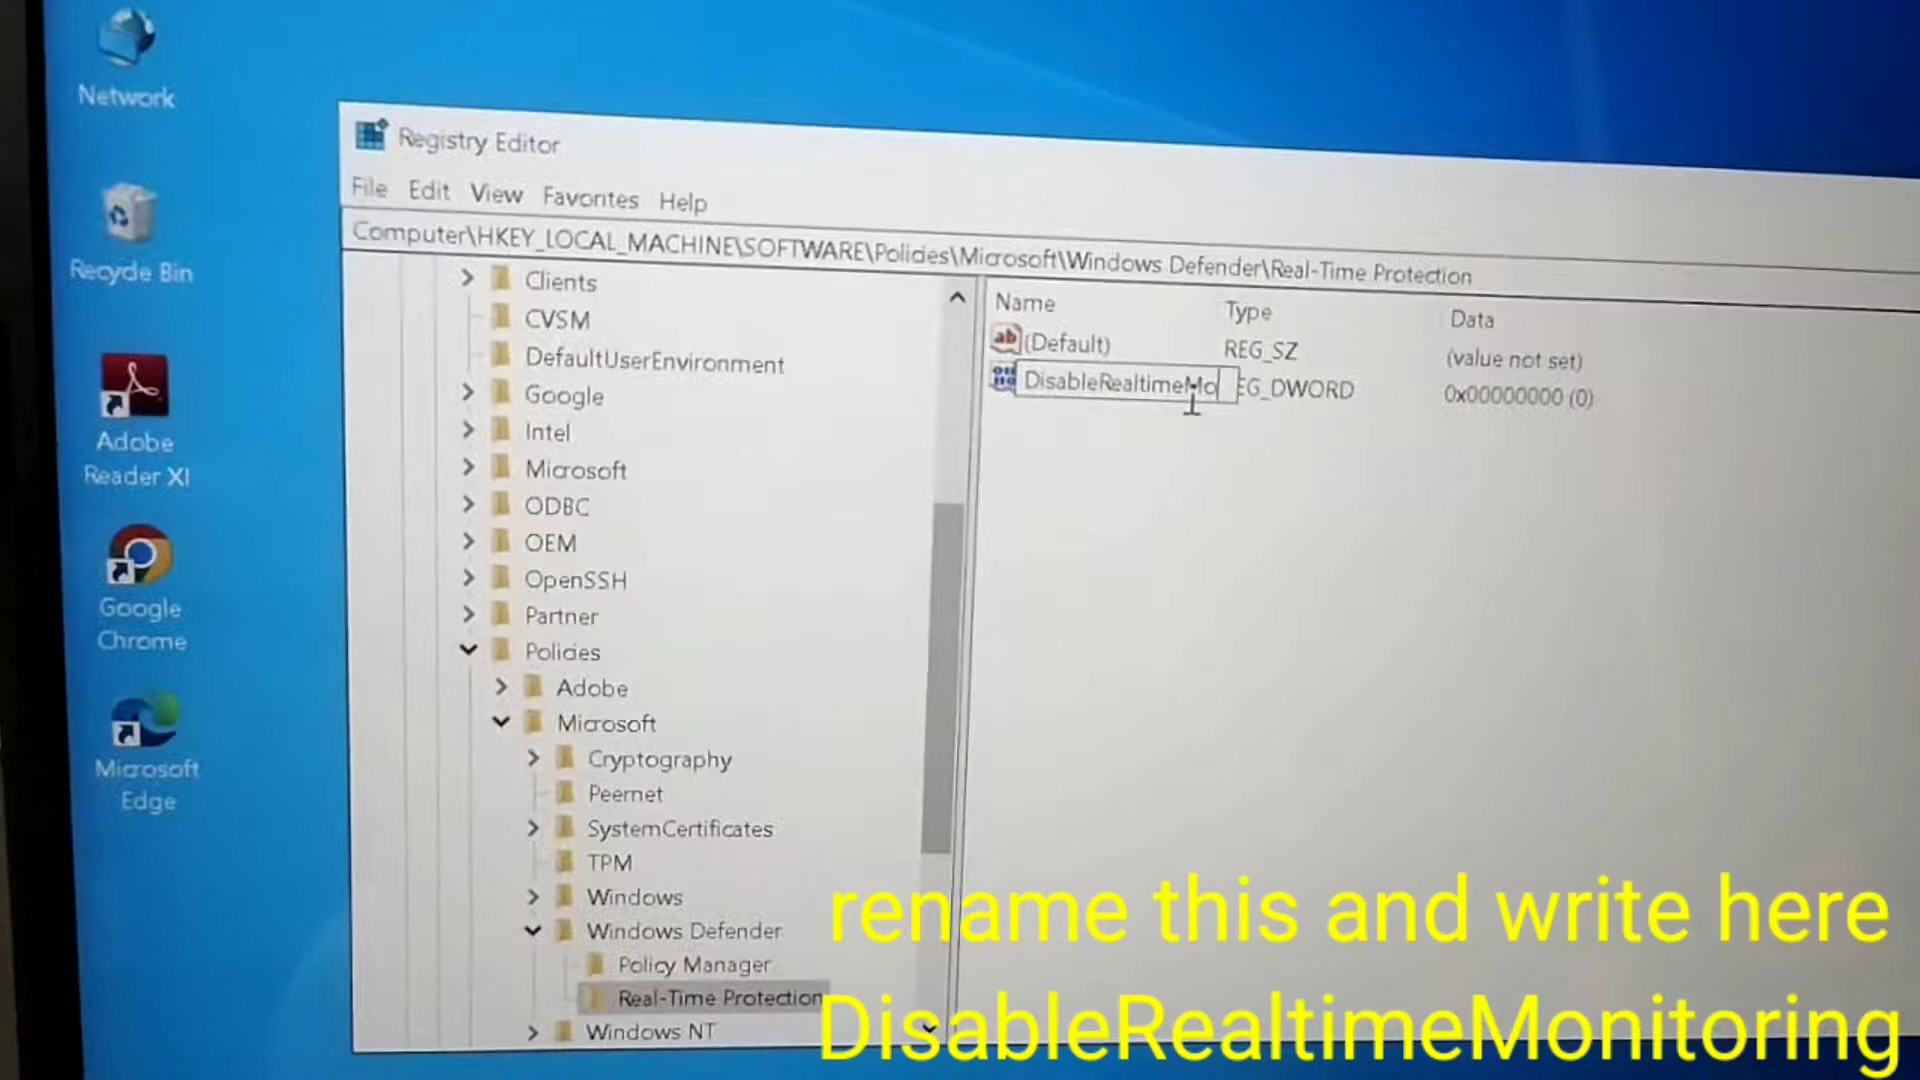 Network
Recycle Bin
Adobe
Reader XI
Google
Chrome
Microsoft
Edge
Registry Editor
File Edit View Favorites Help
Computer\HKEY_LOCAL_MACHINE\SOFTWARE\Policies\Microsoft\Windows Defender\Real-Time Protection
Clients
CVSM
DefaultUserEnvironment
Google
Intel
Microsoft
ODBC
OEM
OpenSSH
Partner
Policies
Adobe
Microsoft
Cryptography
Peernet
SystemCertificates
TPM
Windows
Windows Defender
Policy Manager
Real-Time Protection
Windows NT
Name Type Data
ab (Default) REG_SZ (value not set)
DisableRealtimeMo EG_DWORD 0x00000000 (0)
rename this and write here
DisableRealtimeMonitoring